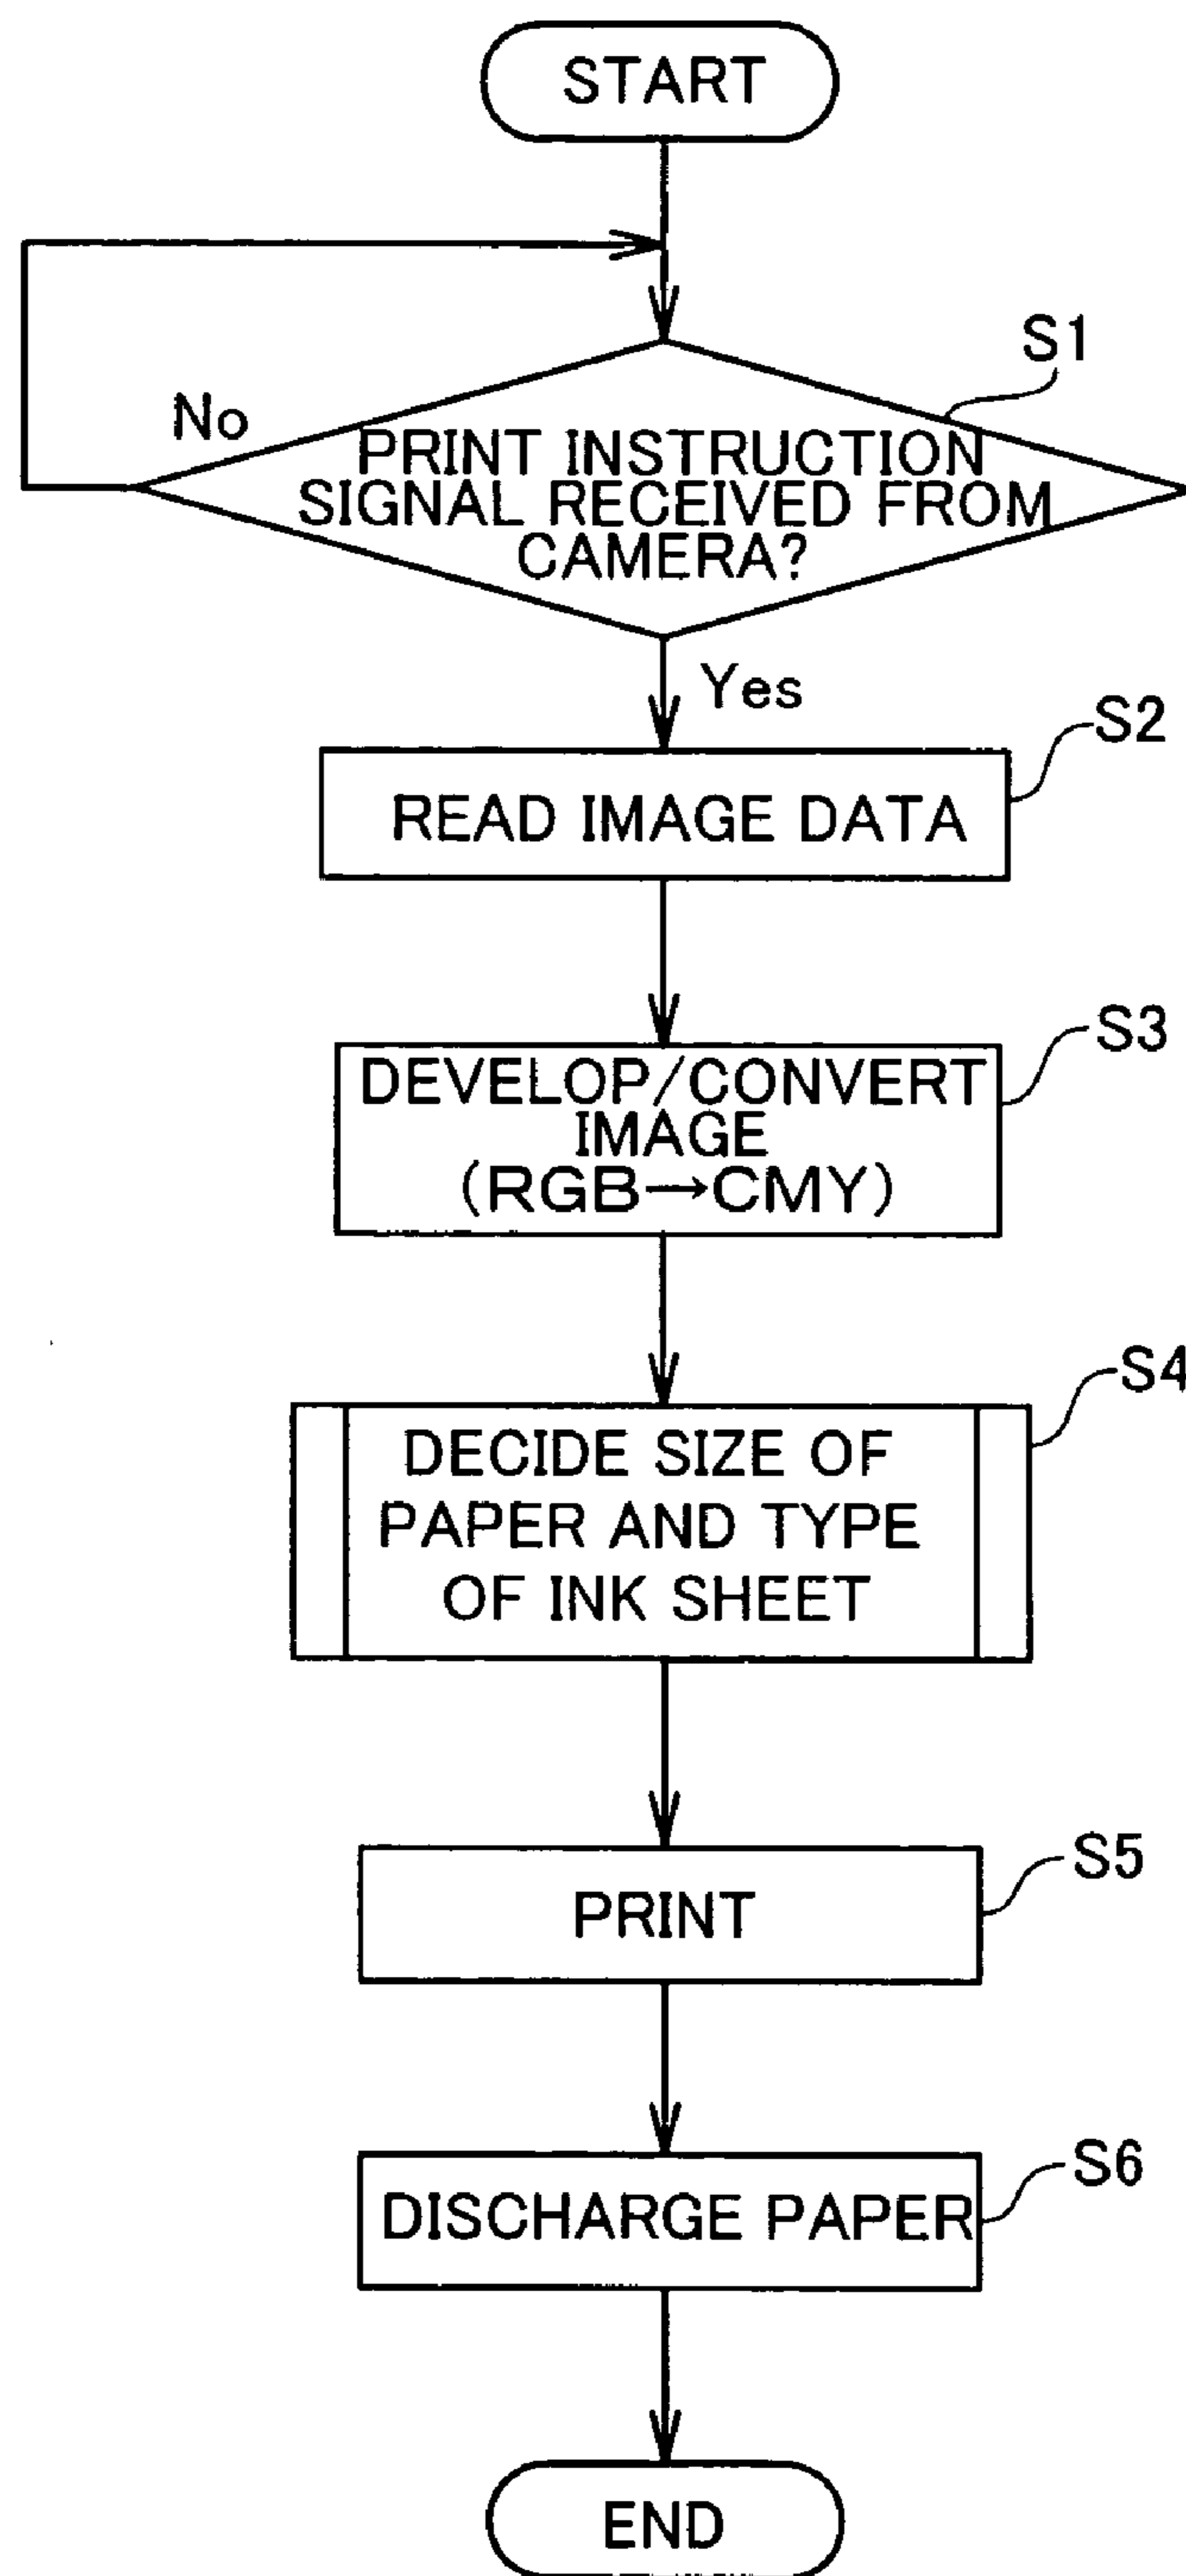 START
S1
No
PRINT INSTRUCTION
SIGNAL RECEIVED FROM
CAMERA?
Yes
S2
READ IMAGE DATA
S3
DEVELOP/CONVERT
IMAGE
(RGB→CMY)
S4
DECIDE SIZE OF
PAPER AND TYPE
OF INK SHEET
S5
PRINT
S6
DISCHARGE PAPER
END